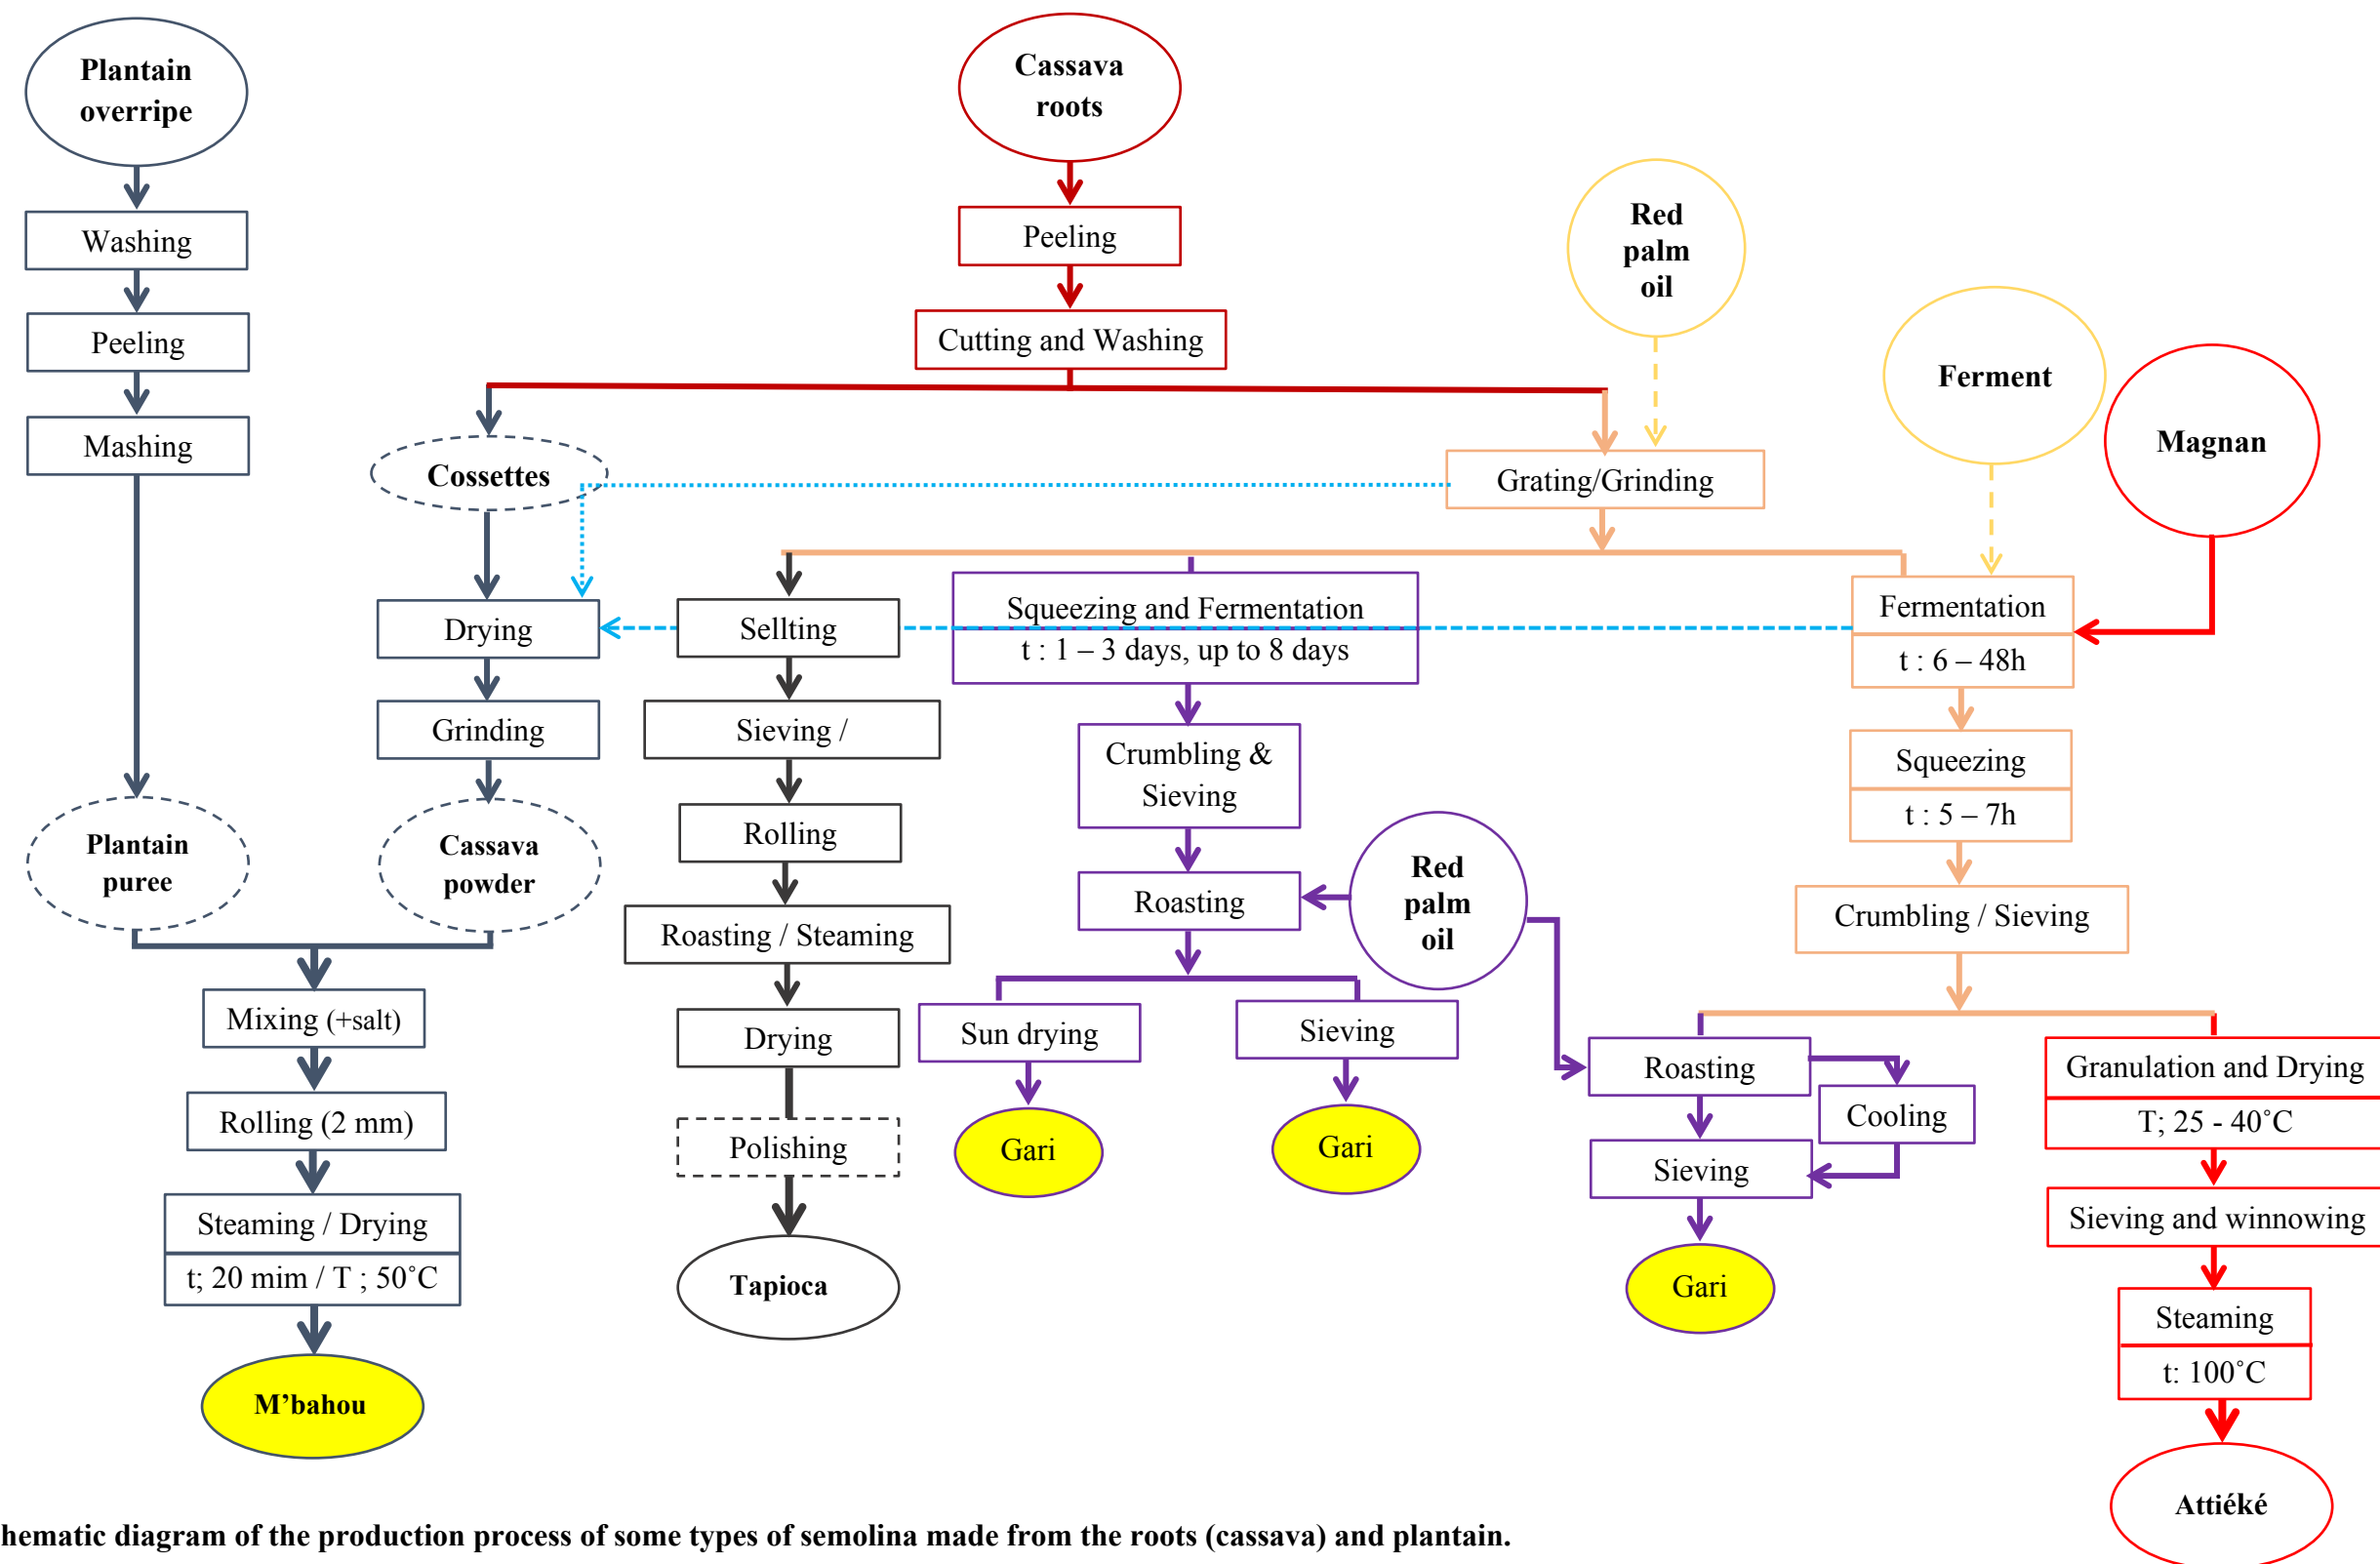 Plantain
overripe
Washing
Peeling
Mashing
Plantain
puree
Cassava
roots
Peeling
Cutting and Washing
Cossettes
Drying
Grinding
Cassava
powder
Mixing (+salt)
Rolling (2 mm)
Steaming / Drying
t; 20 mim / T ; 50˚C
M’bahou
Red
palm
oil
Grating/Grinding
Sellting
Sieving /
Rolling
Roasting / Steaming
Drying
Polishing
Tapioca
Squeezing and Fermentation
t : 1 – 3 days, up to 8 days
Crumbling &
Sieving
Roasting
Red
palm
oil
Sun drying
Gari
Sieving
Gari
Ferment
Magnan
Fermentation
t : 6 – 48h
Squeezing
t : 5 – 7h
Crumbling / Sieving
Roasting
Cooling
Sieving
Gari
Granulation and Drying
T; 25 - 40˚C
Sieving and winnowing
Steaming
t: 100˚C
Attiéké
hematic diagram of the production process of some types of semolina made from the roots (cassava) and plantain.